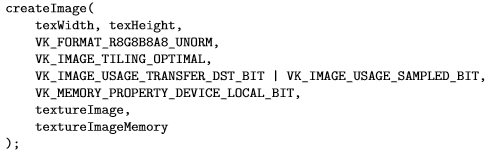 createImage(
    texWidth, texHeight,
    VK_FORMAT_R8G8B8A8_UNORM,
    VK_IMAGE_TILING_OPTIMAL,
    VK_IMAGE_USAGE_TRANSFER_DST_BIT | VK_IMAGE_USAGE_SAMPLED_BIT,
    VK_MEMORY_PROPERTY_DEVICE_LOCAL_BIT,
    textureImage,
    textureImageMemory
);